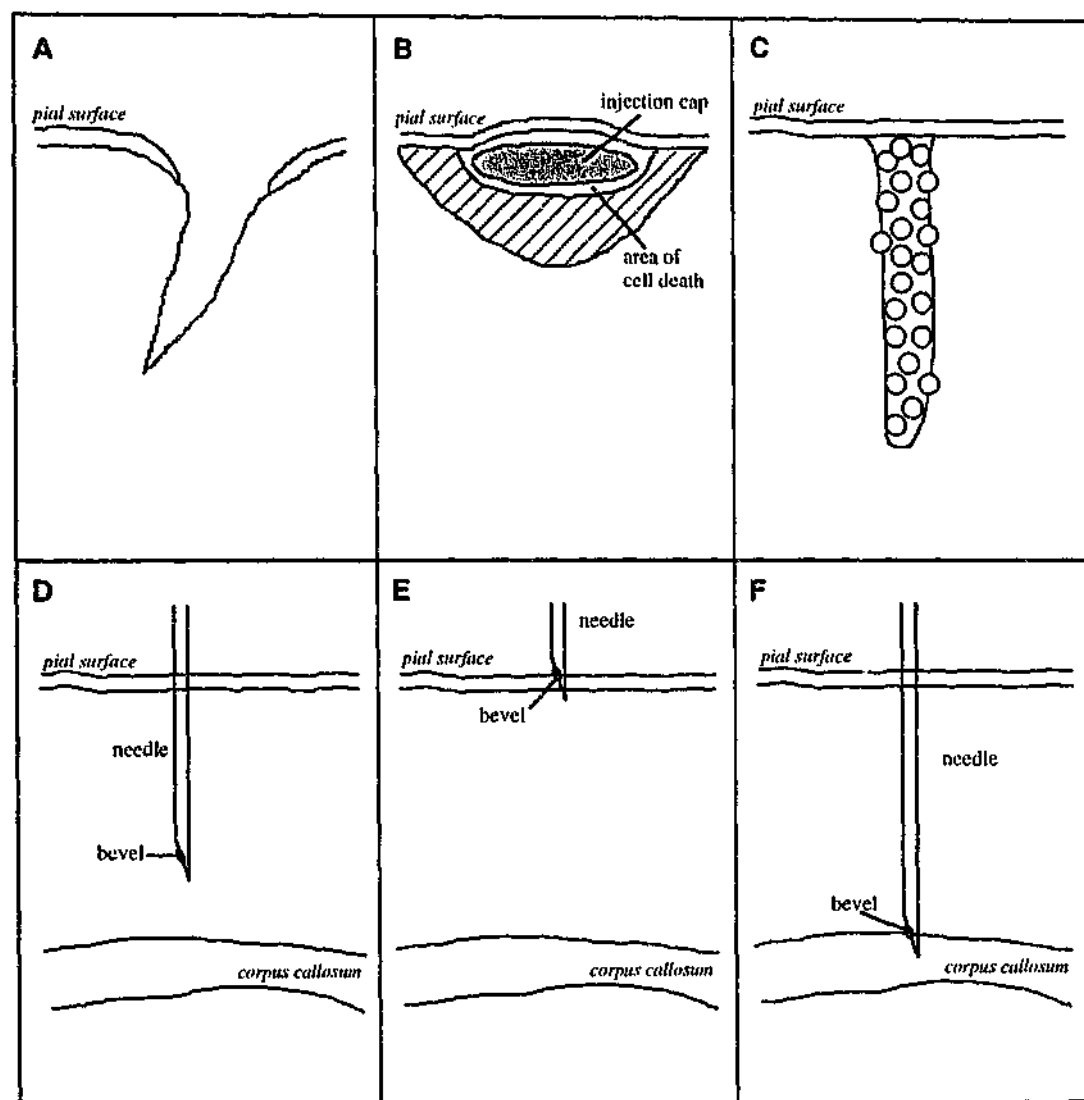 A
pial surface
B
injection cap
pial surface
area of
cell death
C
pial surface
D
pial surface
needle
bevel
corpus callosum
E
needle
pial surface
bevel
corpus callosum
F
pial surface
needle
bevel
corpus callosum